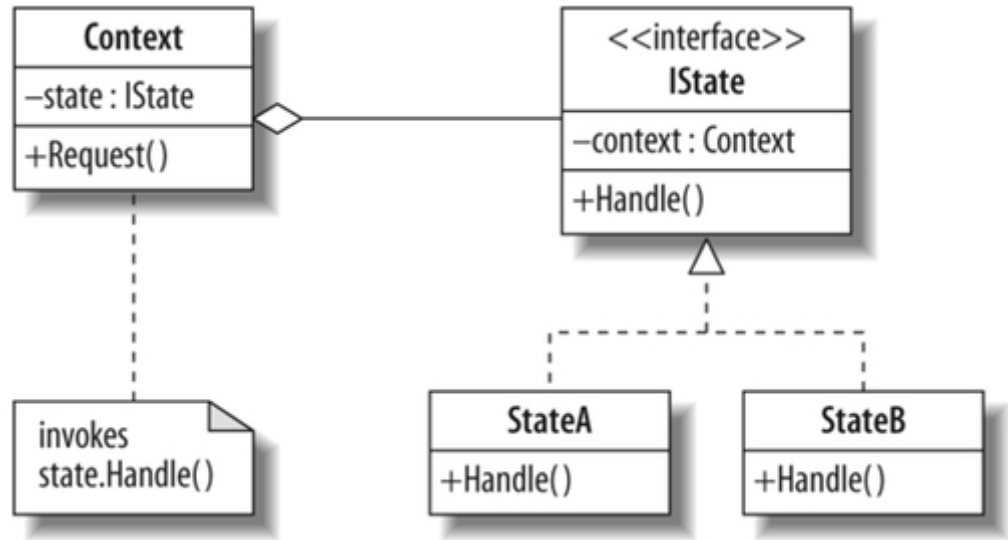 Context
–state : IState
+Request()
<<interface>>
IState
–context : Context
+Handle()
invokes
state.Handle()
StateA
+Handle()
StateB
+Handle()